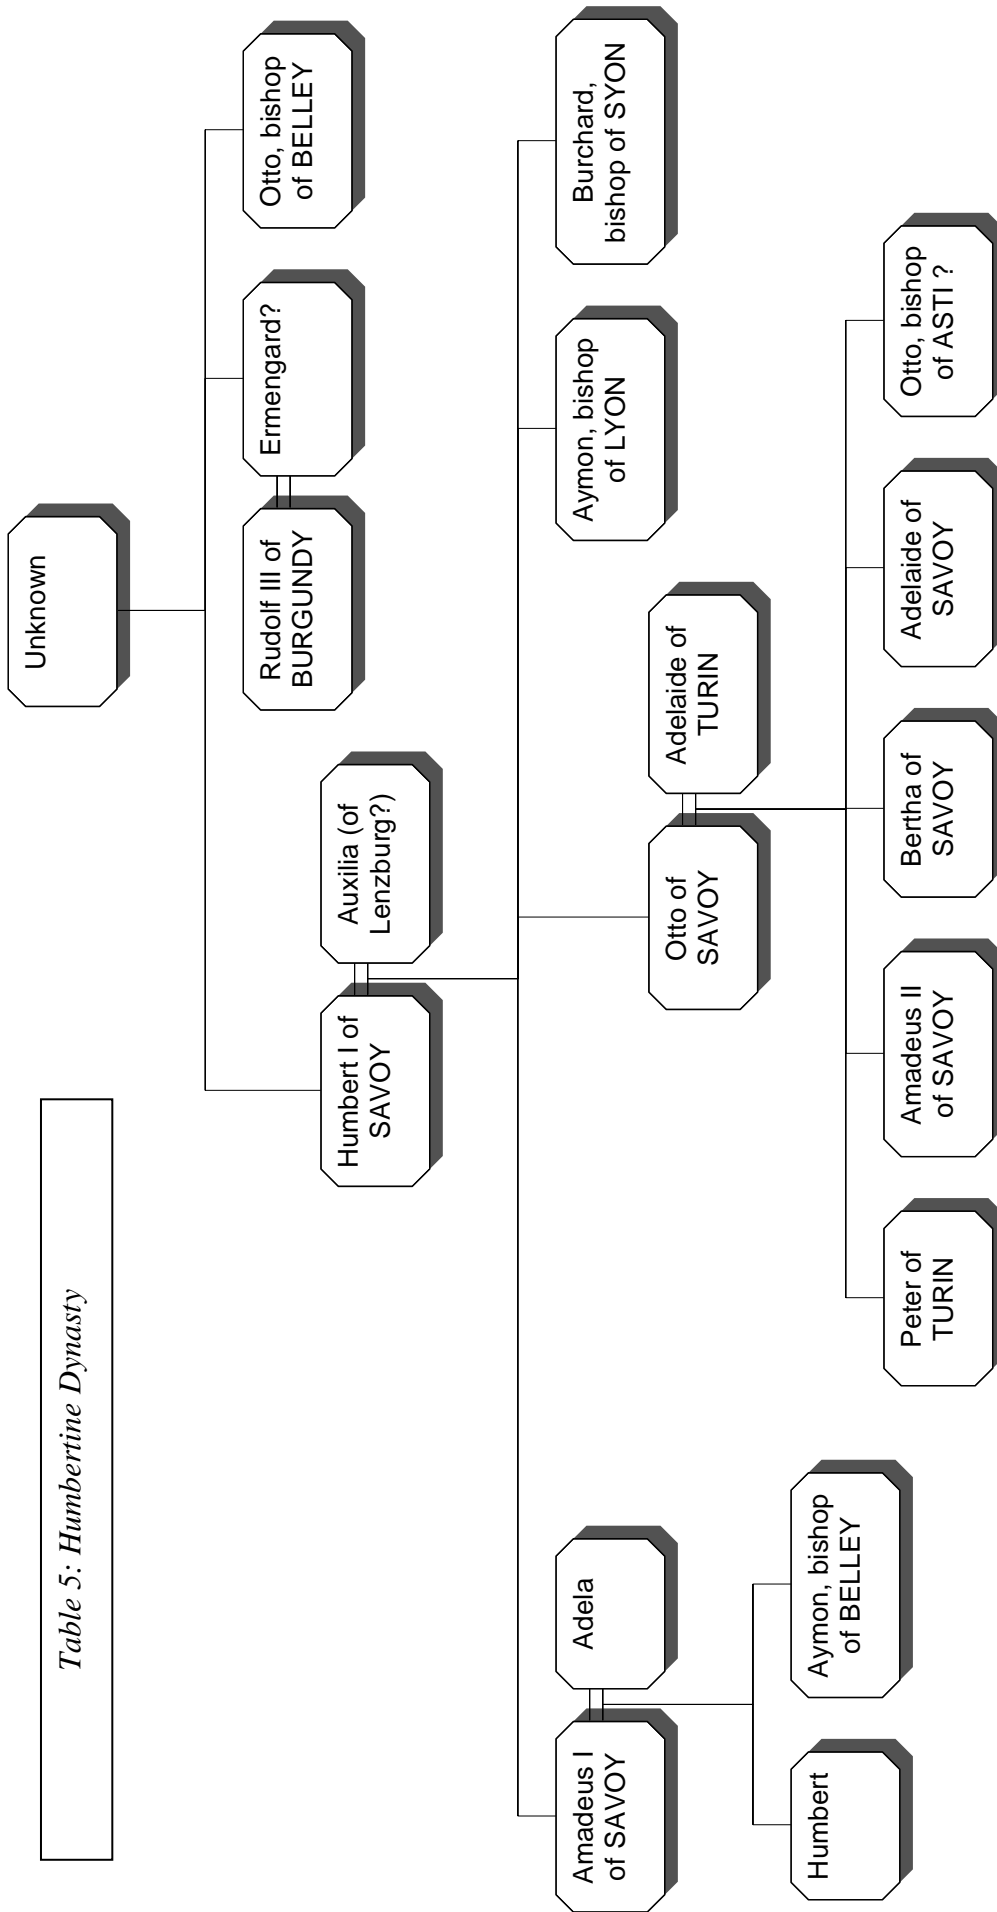 Table 5: Humbertine Dynasty
Unknown
Humbert I of
SAVOY
Auxilia (of
Lenzburg?)
Rudolf III of
BURGUNDY
Ermengard?
Otto, bishop
of BELLEY
Amadeus I
of SAVOY
Adela
Otto of
SAVOY
Adelaide of
TURIN
Aymon, bishop
of LYON
Burchard,
bishop of SYON
Humbert
Aymon, bishop
of BELLEY
Peter of
TURIN
Amadeus II
of SAVOY
Bertha of
SAVOY
Adelaide of
SAVOY
Otto, bishop
of ASTI ?